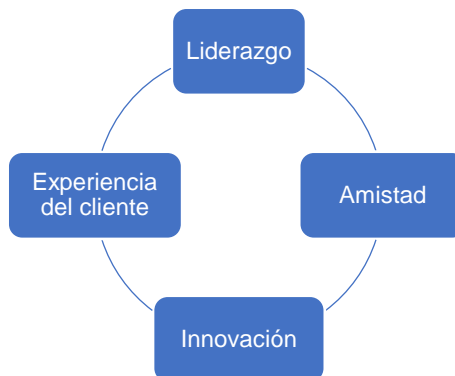 Liderazgo
Experiencia
del cliente
Amistad
Innovación